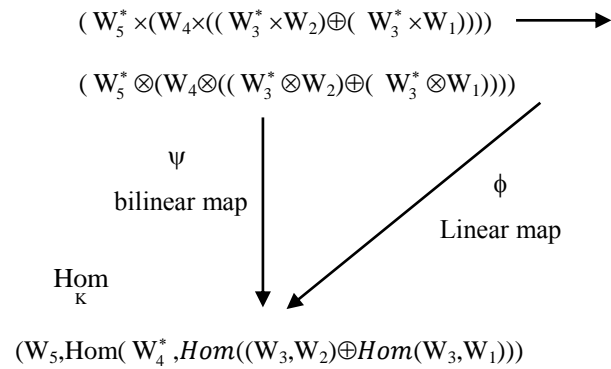 ( W₅* ×(W₄×(( W₃* ×W₂)⊕( W₃* ×W₁))))
( W₅* ⊗(W₄⊗(( W₃* ⊗W₂)⊕( W₃* ⊗W₁))))
ψ
bilinear map
ϕ
Linear map
Hom
K
(W₅,Hom( W₄* ,Hom((W₃,W₂)⊕Hom(W₃,W₁)))